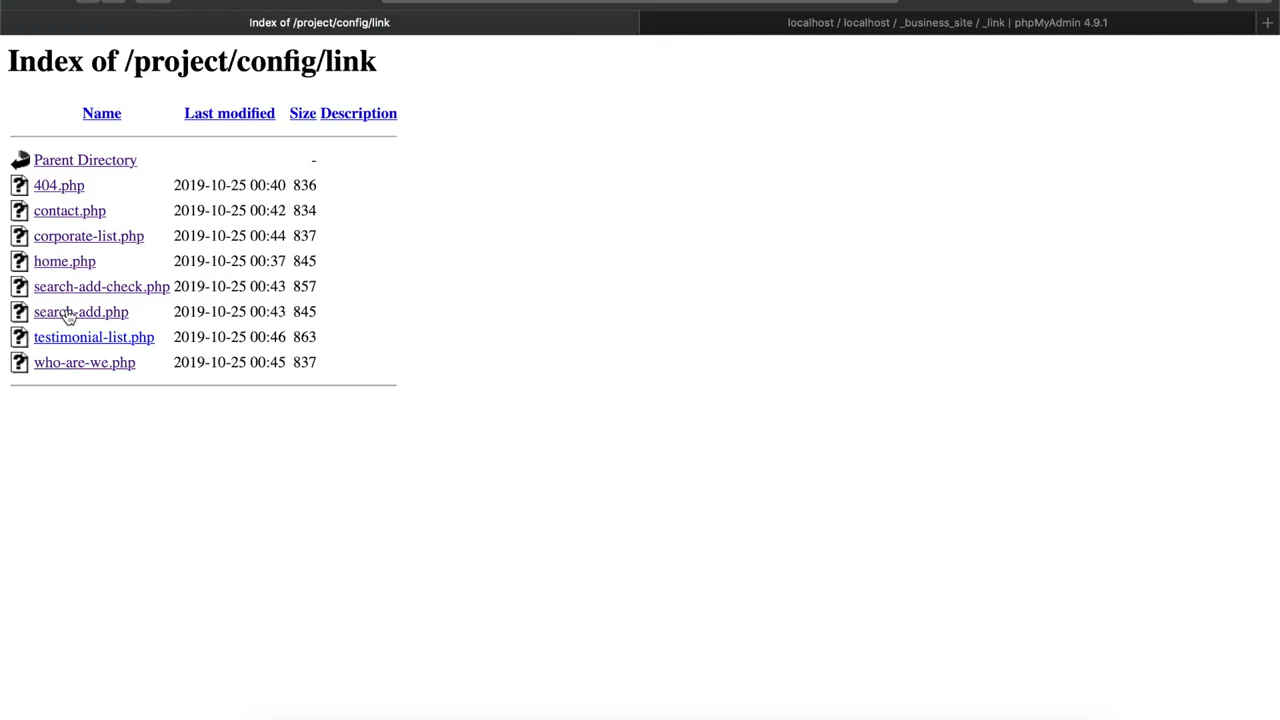 Index of /project/config/link
localhost / localhost / _business_site / _link | phpMyAdmin 4.9.1
Index of /project/config/link
Name Last modified Size Description
Parent Directory -
404.php 2019-10-25 00:40 836
contact.php 2019-10-25 00:42 834
corporate-list.php 2019-10-25 00:44 837
home.php 2019-10-25 00:37 845
search-add-check.php 2019-10-25 00:43 857
search-add.php 2019-10-25 00:43 845
testimonial-list.php 2019-10-25 00:46 863
who-are-we.php 2019-10-25 00:45 837